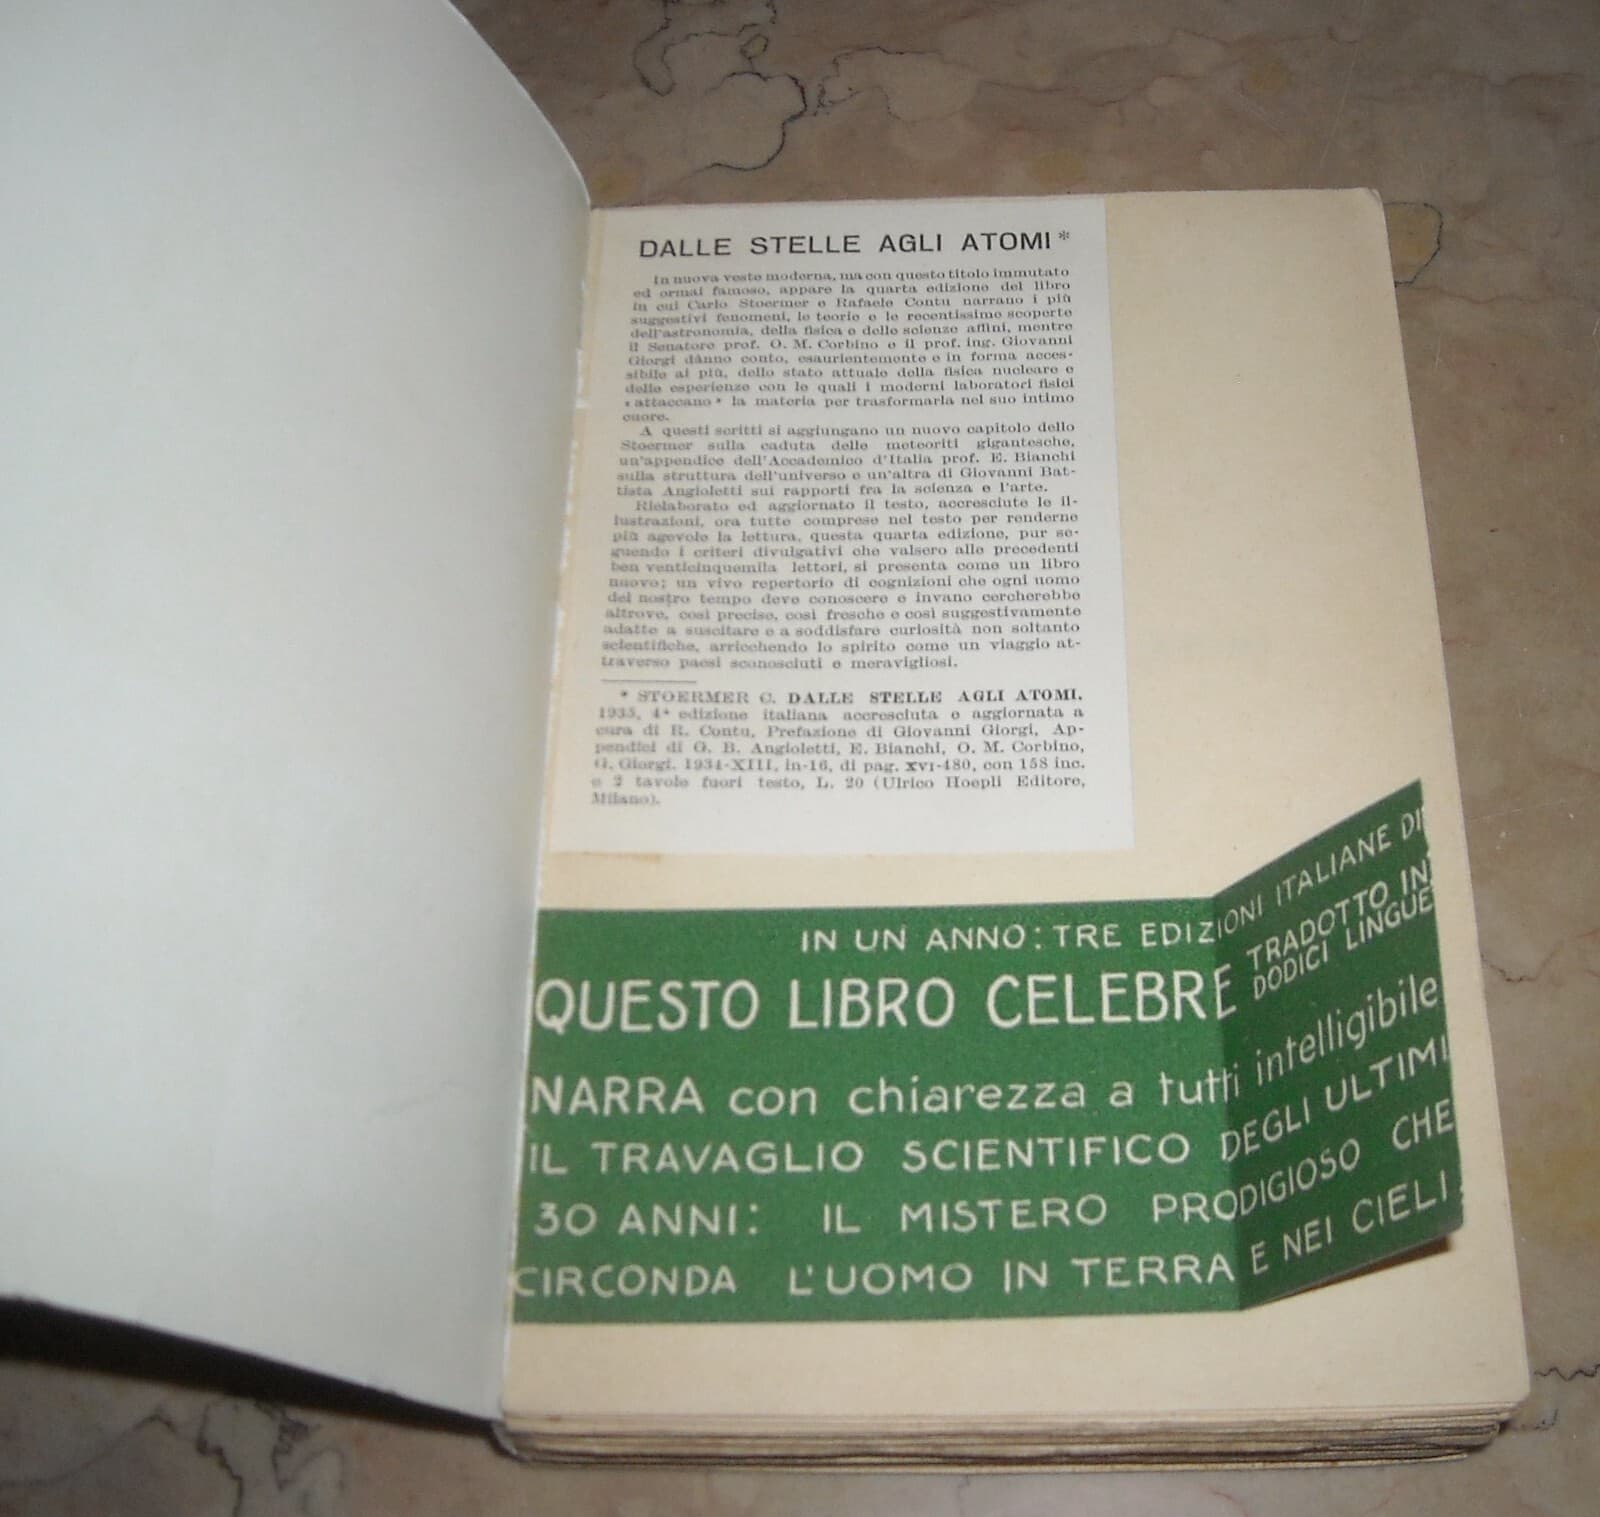 DALLE STELLE AGLI ATOMI *
In nuova veste moderna, ma con questo titolo immutato
ed ormai famoso, appare la quarta edizione del libro
in cui Carlo Stoermer e Rafaele Contu narrano i più
suggestivi fenomeni, le teorie e le recentissime scoperte
dell'astronomia, della fisica e delle scienze affini, mentre
il Senatore prof. O. M. Corbino e il prof. ing. Giovanni
Giorgi dànno conto, esaurientemente e in forma acces-
sibile ai più, dello stato attuale della fisica nucleare e
delle esperienze con le quali i moderni laboratori fisici
« attaccano » la materia per trasformarla nel suo intimo
cuore.
A questi scritti si aggiungano un nuovo capitolo dello
Stoermer sulla caduta delle meteoriti gigantesche,
un'appendice dell'Accademico d'Italia prof. E. Bianchi
sulla struttura dell'universo e un'altra di Giovanni Bat-
tista Angioletti sui rapporti fra la scienza e l'arte.
Rielaborato ed aggiornato il testo, accresciute le il-
lustrazioni, ora tutte comprese nel testo per renderne
più agevole la lettura, questa quarta edizione, pur se-
guendo i criteri divulgativi che valsero alle precedenti
ben venticinquemila lettori, si presenta come un libro
nuovo; un vivo repertorio di cognizioni che ogni uomo
del nostro tempo deve conoscere e invano cercherebbe
altrove, così precise, così fresche e così suggestivamente
adatte a suscitare e a soddisfare curiosità non soltanto
scientifiche, arricchendo lo spirito come un viaggio at-
traverso paesi sconosciuti e meravigliosi.
* STOERMER C. DALLE STELLE AGLI ATOMI.
1935, 4ª edizione italiana accresciuta e aggiornata a
cura di R. Contu, Prefazione di Giovanni Giorgi, Ap-
pendici di G. B. Angioletti, E. Bianchi, O. M. Corbino,
G. Giorgi. 1934-XIII, in-16, di pag. XVI-480, con 158 inc.
e 2 tavole fuori testo, L. 20 (Ulrico Hoepli Editore,
Milano).
IN UN ANNO: TRE EDIZIONI ITALIANE DI
QUESTO LIBRO CELEBRE TRADOTTO IN
DODICI LINGUE
NARRA con chiarezza a tutti intelligibile
IL TRAVAGLIO SCIENTIFICO DEGLI ULTIMI
30 ANNI: IL MISTERO PRODIGIOSO CHE
CIRCONDA L'UOMO IN TERRA E NEI CIELI